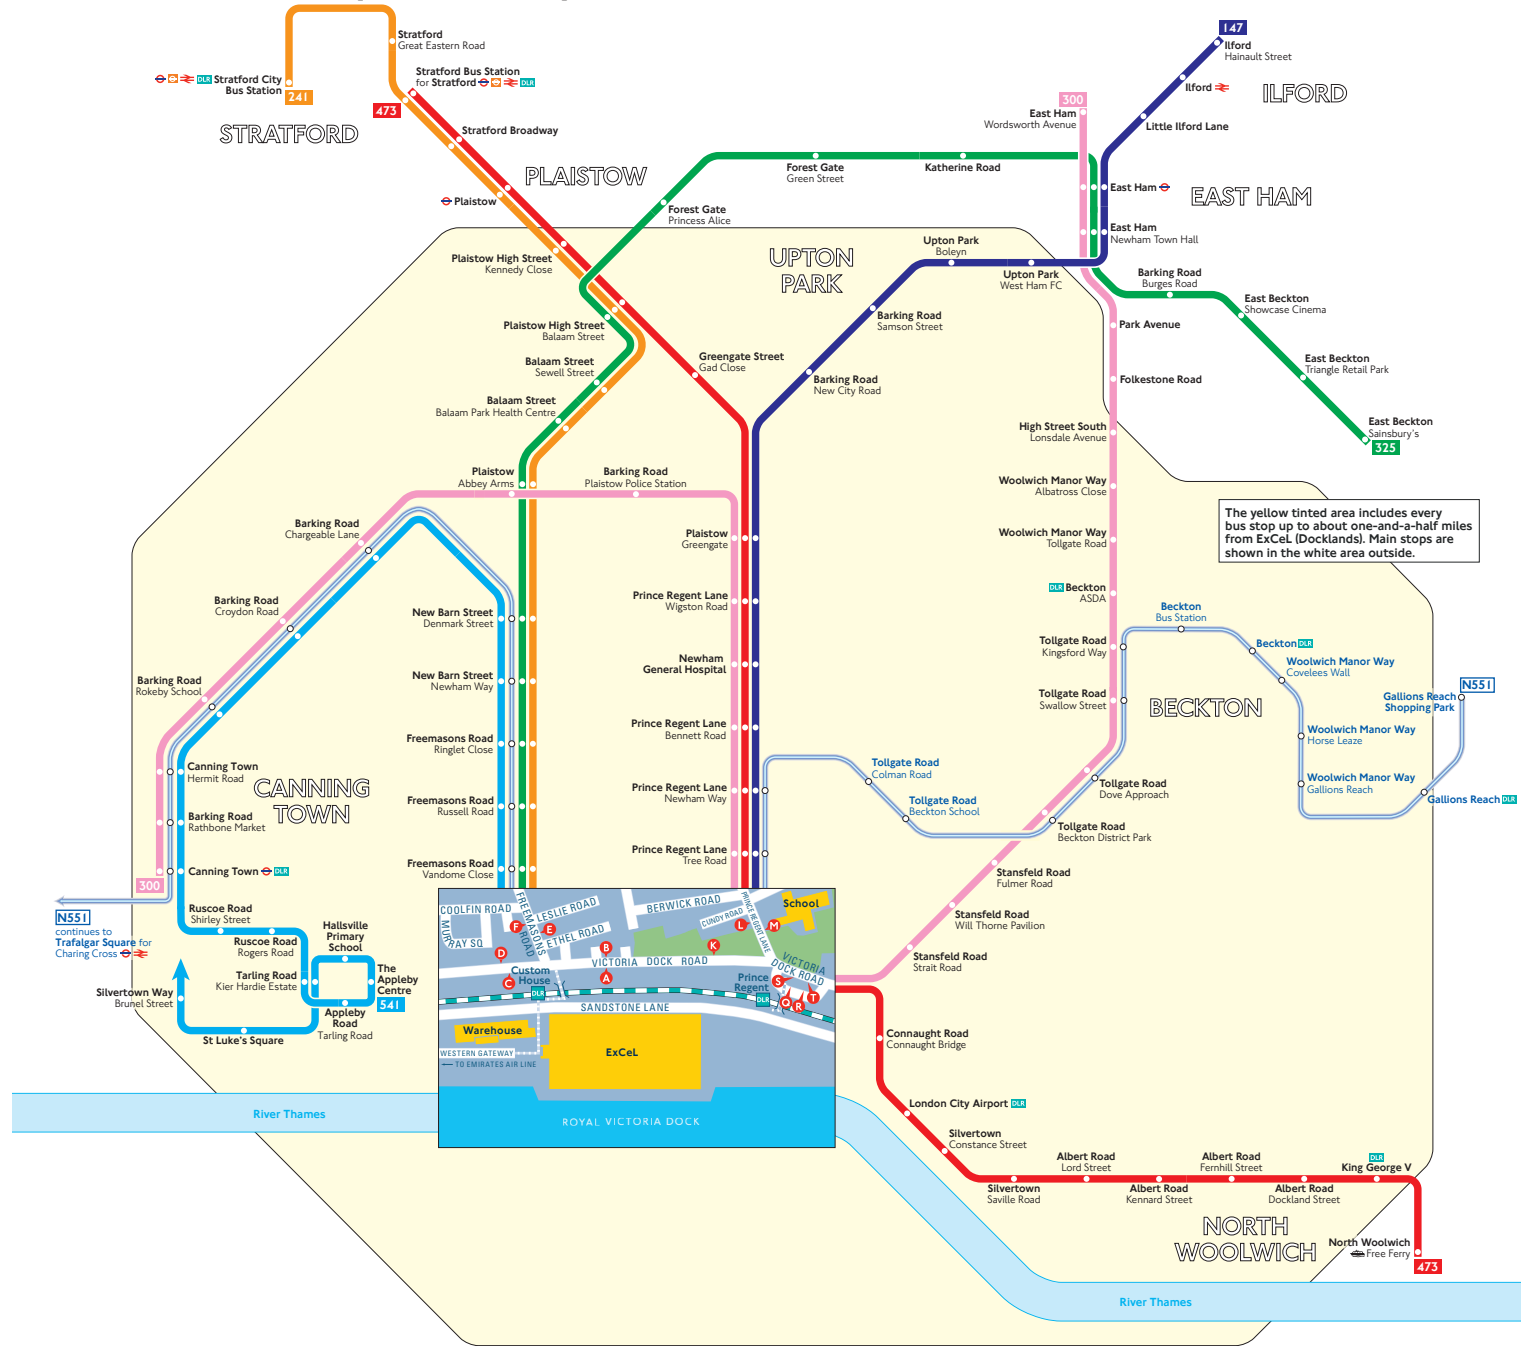 Stratford
Great Eastern Road
Stratford City
Bus Station
DLR
241
Stratford Bus Station
for Stratford
DLR
473
STRATFORD
Stratford Broadway
PLAISTOW
Plaistow
147
Ilford
Hainault Street
Ilford
ILFORD
300
East Ham
Wordsworth Avenue
Little Ilford Lane
Forest Gate
Green Street
Katherine Road
East Ham
EAST HAM
Forest Gate
Princess Alice
East Ham
Newham Town Hall
Plaistow High Street
Kennedy Close
UPTON
PARK
Upton Park
Boleyn
Upton Park
West Ham FC
Barking Road
Burges Road
East Beckton
Showcase Cinema
Plaistow High Street
Balaam Street
Barking Road
Samson Street
Park Avenue
Balaam Street
Sewell Street
Greengate Street
Gad Close
Barking Road
New City Road
Folkestone Road
East Beckton
Triangle Retail Park
Balaam Street
Balaam Park Health Centre
High Street South
Lonsdale Avenue
East Beckton
Sainsbury's
325
Plaistow
Abbey Arms
Barking Road
Plaistow Police Station
Woolwich Manor Way
Albatross Close
The yellow tinted area includes every
bus stop up to about one-and-a-half miles
from ExCeL (Docklands). Main stops are
shown in the white area outside.
Barking Road
Chargeable Lane
Plaistow
Greengate
Woolwich Manor Way
Tollgate Road
Barking Road
Croydon Road
New Barn Street
Denmark Street
Prince Regent Lane
Wigston Road
DLR
Beckton
ASDA
Beckton
Bus Station
Tollgate Road
Kingsford Way
Beckton
DLR
Barking Road
Rokeby School
New Barn Street
Newham Way
Newham
General Hospital
Woolwich Manor Way
Covelees Wall
Tollgate Road
Swallow Street
BECKTON
Gallions Reach
Shopping Park
N551
Freemasons Road
Ringlet Close
Prince Regent Lane
Bennett Road
Woolwich Manor Way
Horse Leaze
Canning Town
Hermit Road
CANNING
TOWN
Tollgate Road
Colman Road
Tollgate Road
Dove Approach
Woolwich Manor Way
Gallions Reach
Freemasons Road
Russell Road
Prince Regent Lane
Newham Way
Tollgate Road
Beckton School
Gallions Reach
DLR
Barking Road
Rathbone Market
Tollgate Road
Beckton District Park
Canning Town
DLR
300
Freemasons Road
Vandome Close
Prince Regent Lane
Tree Road
Stansfeld Road
Fulmer Road
N551
continues to
Trafalgar Square for
Charing Cross
Ruscoe Road
Shirley Street
Ruscoe Road
Rogers Road
Hallsville
Primary
School
Stansfeld Road
Will Thorne Pavilion
Stansfeld Road
Strait Road
Tarling Road
Kier Hardie Estate
The
Appleby
Centre
541
Silvertown Way
Brunel Street
Appleby
Road
Tarling Road
St Luke's Square
COOLFIN ROAD
MURRAY SQ
FREEMASONS ROAD
LESLIE ROAD
ETHEL ROAD
BERWICK ROAD
CUNDY ROAD
PRINCE REGENT LANE
School
F
E
L
M
D
B
K
VICTORIA DOCK ROAD
VICTORIA
DOCK ROAD
C
Custom
House
A
DLR
Prince
Regent
DLR
S
Q
R
T
SANDSTONE LANE
Warehouse
WESTERN GATEWAY
TO EMIRATES AIR LINE
ExCeL
ROYAL VICTORIA DOCK
Connaught Road
Connaught Bridge
London City Airport
DLR
River Thames
Silvertown
Constance Street
Silvertown
Saville Road
Albert Road
Lord Street
Albert Road
Kennard Street
Albert Road
Fernhill Street
Albert Road
Dockland Street
DLR
King George V
NORTH
WOOLWICH
North Woolwich
Free Ferry
473
River Thames